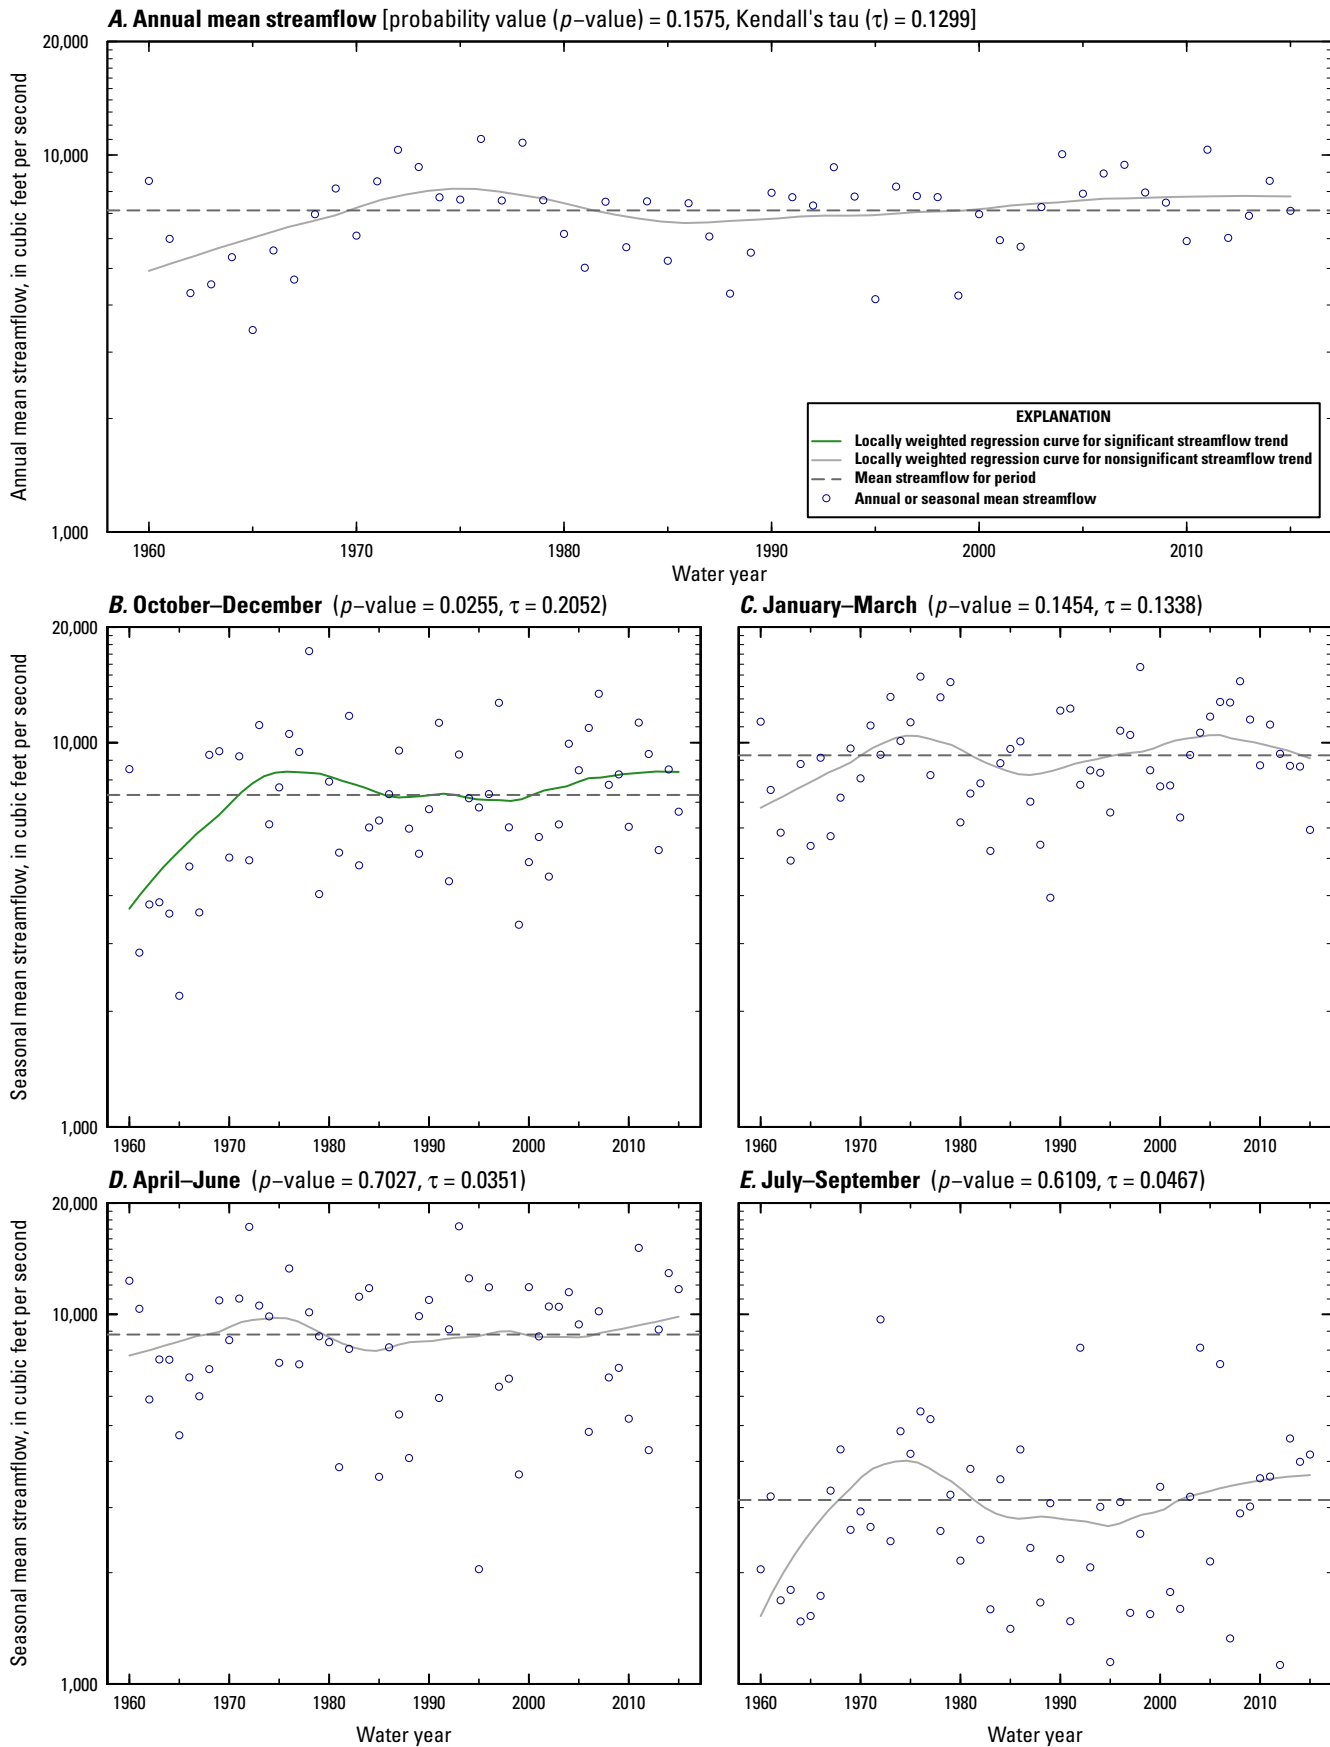 A. Annual mean streamflow [probability value (p–value) = 0.1575, Kendall's tau (τ) = 0.1299]
Annual mean streamflow, in cubic feet per second
20,000
10,000
1,000
EXPLANATION
Locally weighted regression curve for significant streamflow trend
Locally weighted regression curve for nonsignificant streamflow trend
Mean streamflow for period
Annual or seasonal mean streamflow
1960 1970 1980 1990 2000 2010
Water year
B. October–December (p–value = 0.0255, τ = 0.2052)
Seasonal mean streamflow, in cubic feet per second
20,000
10,000
1,000
1960 1970 1980 1990 2000 2010
C. January–March (p–value = 0.1454, τ = 0.1338)
1960 1970 1980 1990 2000 2010
D. April–June (p–value = 0.7027, τ = 0.0351)
Seasonal mean streamflow, in cubic feet per second
20,000
10,000
1,000
1960 1970 1980 1990 2000 2010
Water year
E. July–September (p–value = 0.6109, τ = 0.0467)
1960 1970 1980 1990 2000 2010
Water year